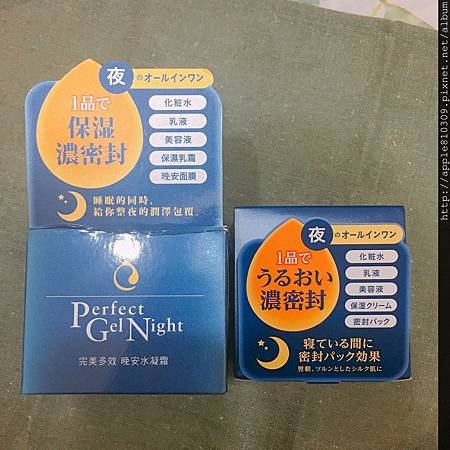 夜のオールインワン
1品で
保湿
濃密封
化粧水
乳液
美容液
保濕乳霜
晚安面膜
睡眠的同時，
給你整夜的潤澤包覆。
Perfect
Gel Night
完美多效 晚安水凝霜
夜のオールインワン
1品で
うるおい
濃密封
化粧水
乳液
美容液
保湿クリーム
密封パック
寝ている間に
密封パック効果
翌朝、ツルンとしたシルク肌に
http://apple810309.pixnet.net/album